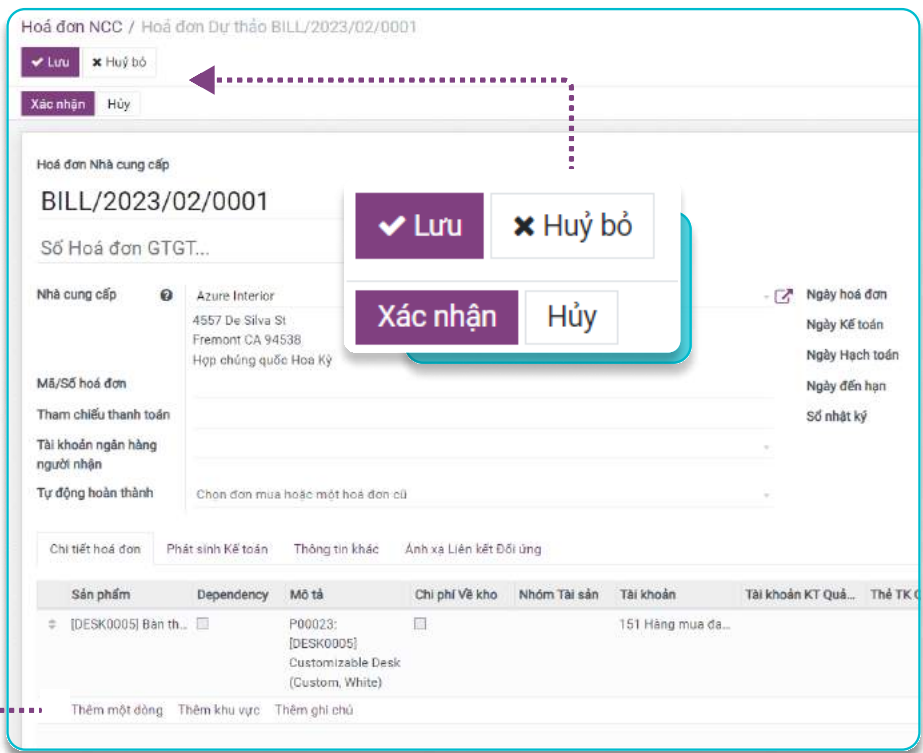 Hoá đơn NCC / Hoá đơn Dự thảo BILL/2023/02/0001
Lưu Huỷ bỏ
Xác nhận Hủy
Hoá đơn Nhà cung cấp
BILL/2023/02/0001
Số Hoá đơn GTGT...
Lưu Huỷ bỏ
Xác nhận Hủy
Nhà cung cấp Azure Interior
4557 De Silva St
Fremont CA 94538
Hợp chúng quốc Hoa Kỳ
Mã/Số hoá đơn
Tham chiếu thanh toán
Tài khoản ngân hàng
người nhận
Tự động hoàn thành Chọn đơn mua hoặc một hoá đơn cũ
Ngày hoá đơn
Ngày Kế toán
Ngày Hạch toán
Ngày đến hạn
Sổ nhật ký
Chi tiết hoá đơn Phát sinh Kế toán Thông tin khác Ánh xạ Liên kết Đối ứng
Sản phẩm Dependency Mô tả Chi phí Về kho Nhóm Tài sản Tài khoản Tài khoản KT Quả... Thẻ TK
[DESK0005] Bàn th... P00023: 151 Hàng mua đa...
[DESK0005]
Customizable Desk
(Custom, White)
Thêm một dòng Thêm khu vực Thêm ghi chú